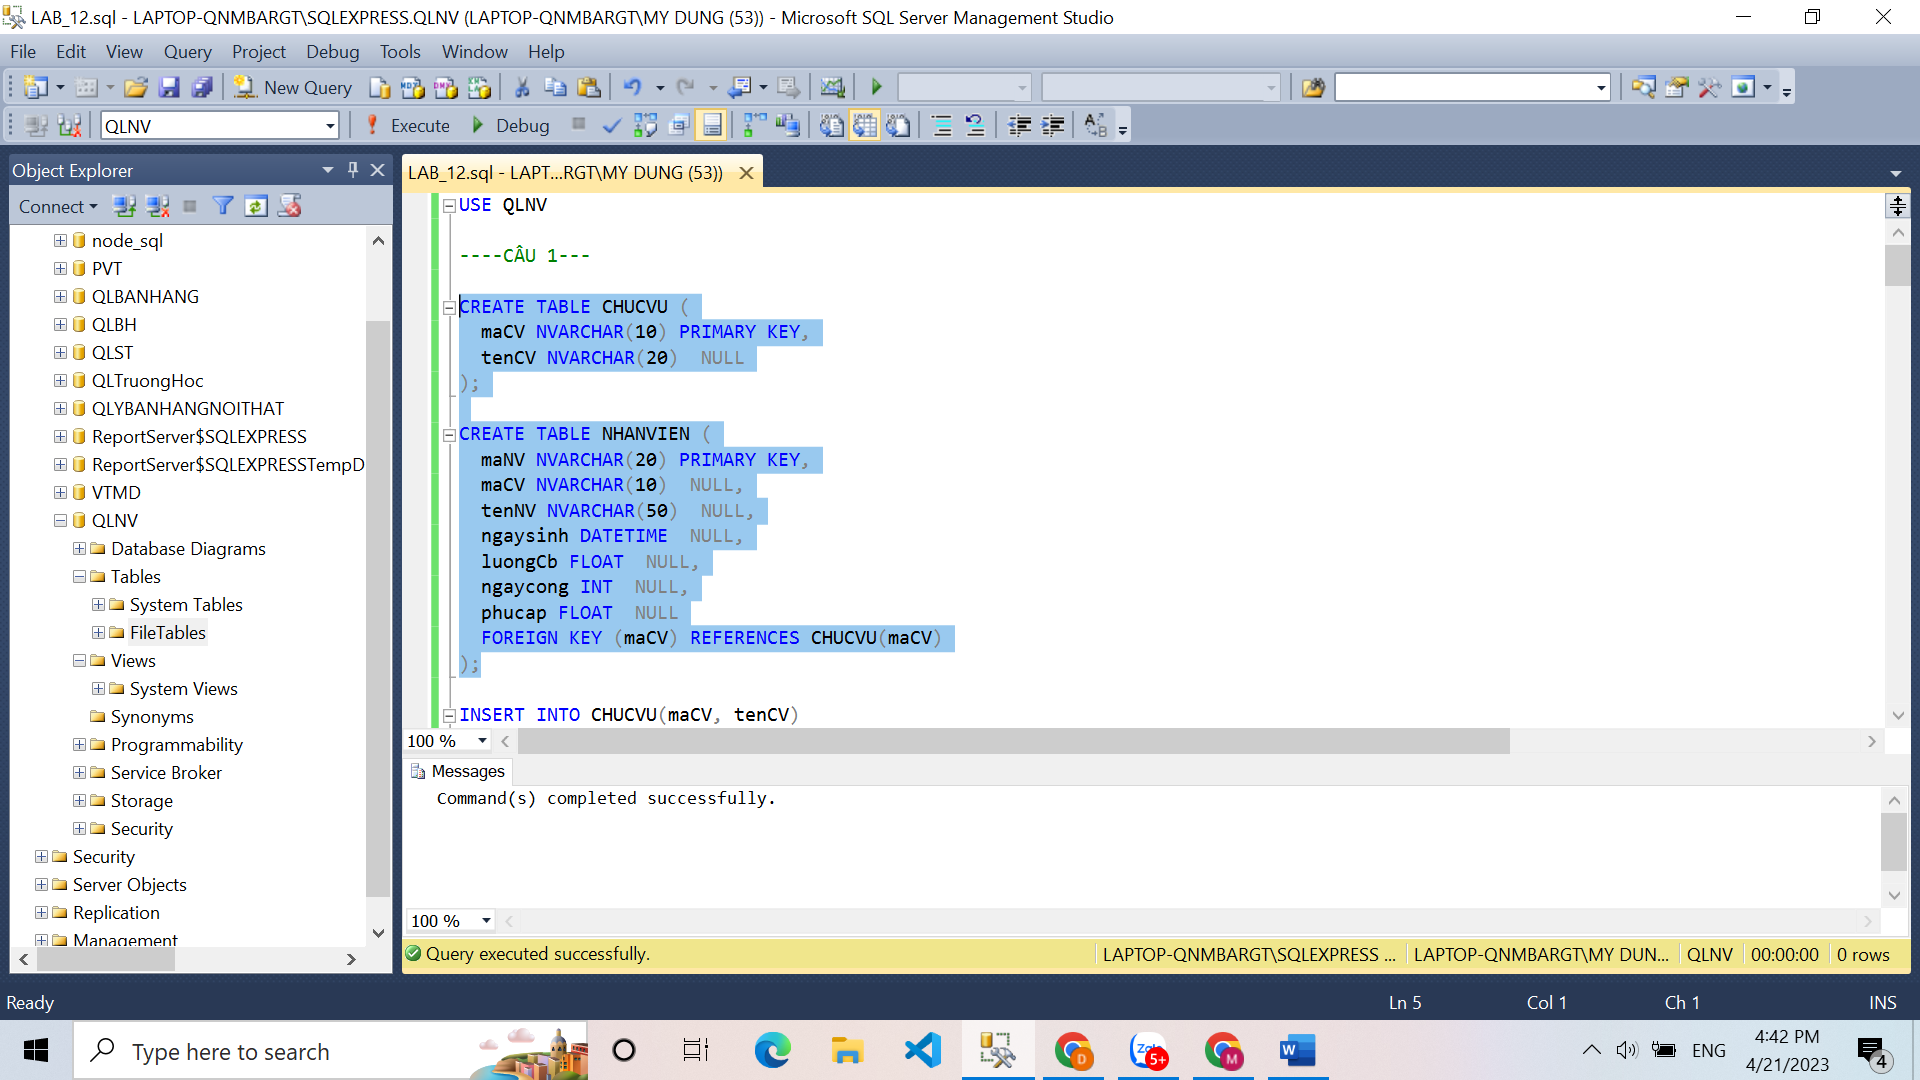 LAB_12.sql - LAPTOP-QNMBARGT\SQLEXPRESS.QLNV (LAPTOP-QNMBARGT\MY DUNG (53)) - Microsoft SQL Server Management Studio
File Edit View Query Project Debug Tools Window Help
New Query
QLNV Execute Debug
Object Explorer
Connect
node_sql
PVT
QLBANHANG
QLBH
QLST
QLTruongHoc
QLYBANHANGNOITHAT
ReportServer$SQLEXPRESS
ReportServer$SQLEXPRESSTempD
VTMD
QLNV
Database Diagrams
Tables
System Tables
FileTables
Views
System Views
Synonyms
Programmability
Service Broker
Storage
Security
Security
Server Objects
Replication
Management
LAB_12.sql - LAPT...RGT\MY DUNG (53))
USE QLNV
----CÂU 1---
CREATE TABLE CHUCVU (
maCV NVARCHAR(10) PRIMARY KEY,
tenCV NVARCHAR(20) NULL
);
CREATE TABLE NHANVIEN (
maNV NVARCHAR(20) PRIMARY KEY,
maCV NVARCHAR(10) NULL,
tenNV NVARCHAR(50) NULL,
ngaysinh DATETIME NULL,
luongCb FLOAT NULL,
ngaycong INT NULL,
phucap FLOAT NULL
FOREIGN KEY (maCV) REFERENCES CHUCVU(maCV)
);
INSERT INTO CHUCVU(maCV, tenCV)
100 %
Messages
Command(s) completed successfully.
100 %
Query executed successfully. LAPTOP-QNMBARGT\SQLEXPRESS ... LAPTOP-QNMBARGT\MY DUN... QLNV 00:00:00 0 rows
Ready Ln 5 Col 1 Ch 1 INS
Type here to search
D
Zalo
5+
M
W
ENG
4:42 PM
4/21/2023
4